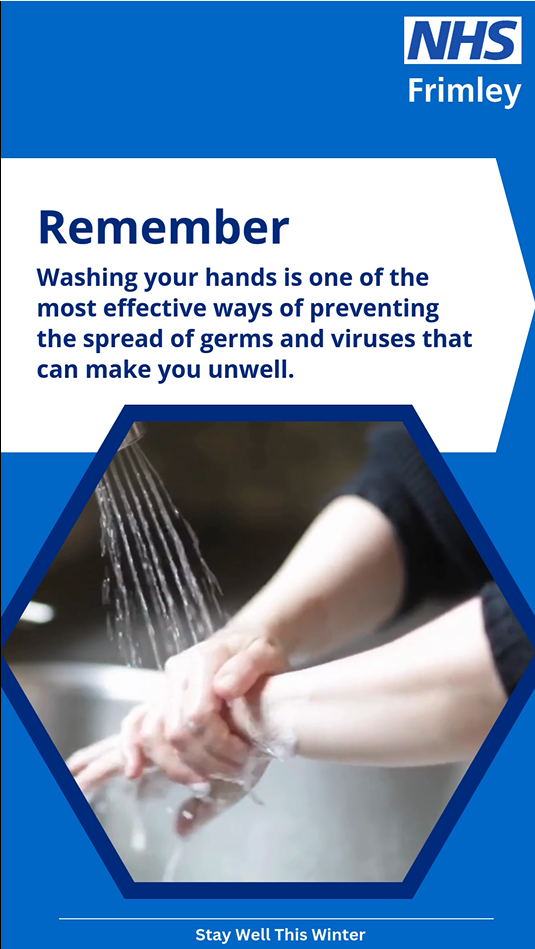 NHS
Frimley
Remember
Washing your hands is one of the
most effective ways of preventing
the spread of germs and viruses that
can make you unwell.
Stay Well This Winter